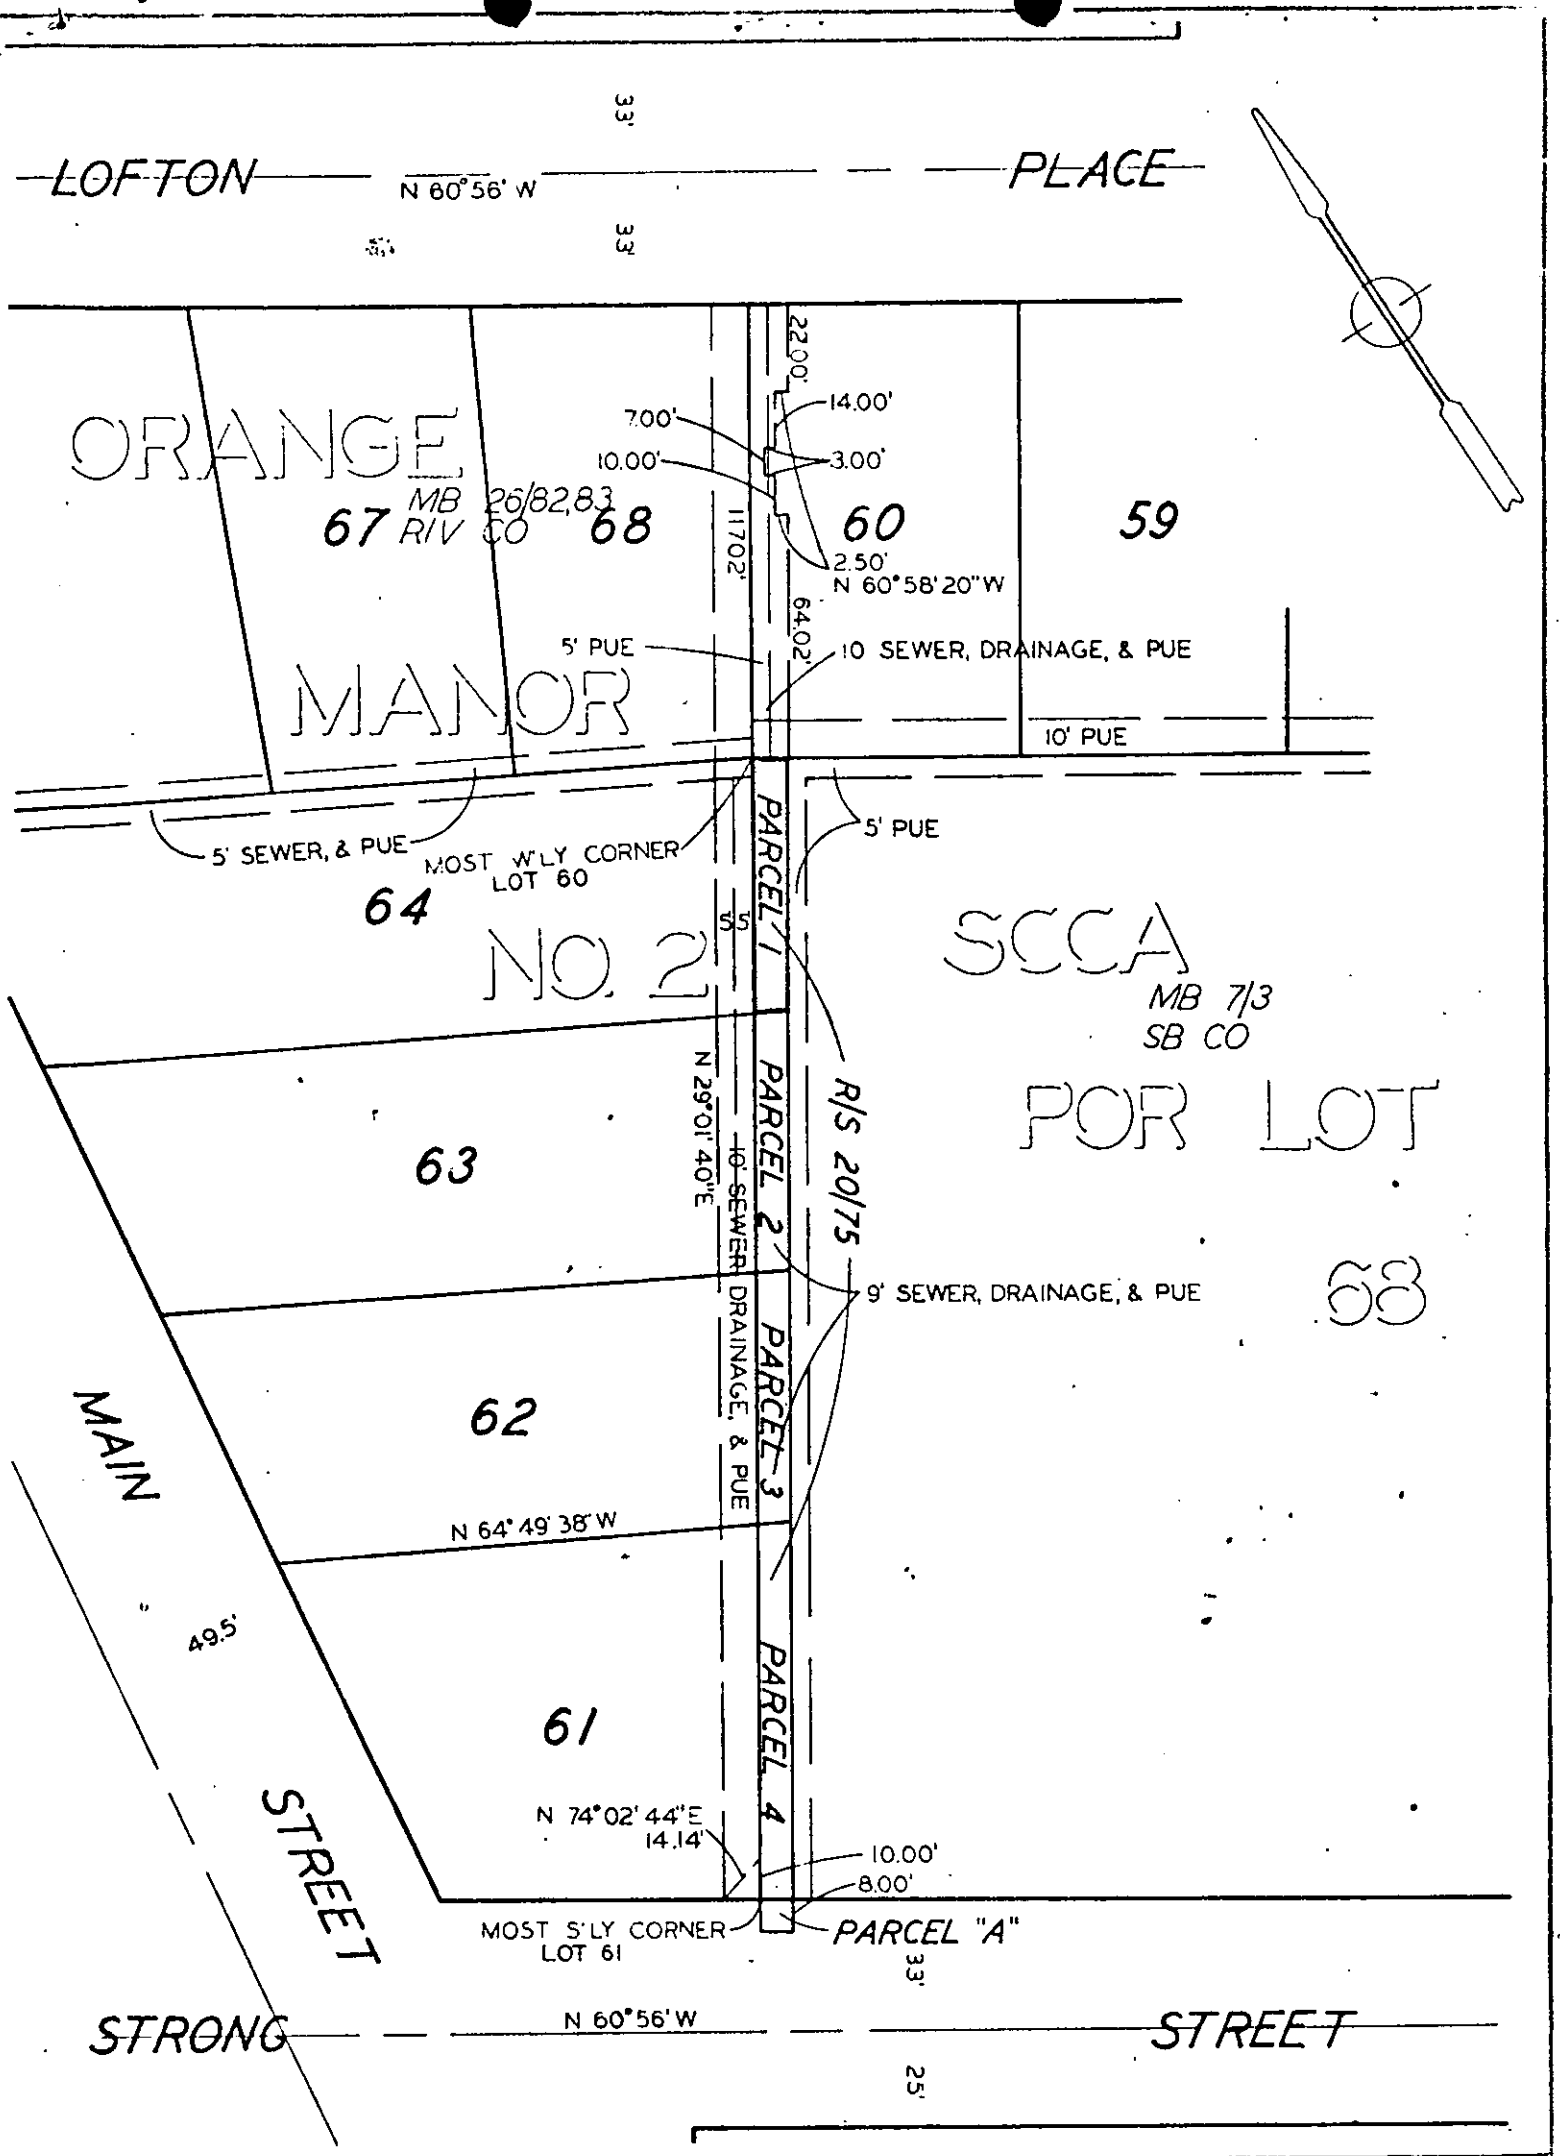 33'
LOFTON PLACE
N 60°56' W
33'
22.00'
14.00'
7.00'
10.00'
3.00'
ORANGE
MB 26/82,83
RIV CO
67
68
60
59
117.02'
2.50'
N 60°58'20"W
64.02'
5' PUE
10 SEWER, DRAINAGE, & PUE
MANOR
10' PUE
5' SEWER, & PUE
MOST W'LY CORNER
LOT 60
PARCEL 1
5' PUE
64
NO. 2
5
5
SCCA
MB 7/3
SB CO
POR LOT
68
63
N 29°01'40"E
10' SEWER DRAINAGE, & PUE
PARCEL 2
R/S 20/75
9' SEWER, DRAINAGE, & PUE
62
PARCEL 3
MAIN
STREET
N 64°49'38"W
49.5'
61
PARCEL 4
N 74°02'44"E
14.14'
10.00'
8.00'
MOST S'LY CORNER
LOT 61
PARCEL "A"
33'
STRONG STREET
N 60°56'W
25'